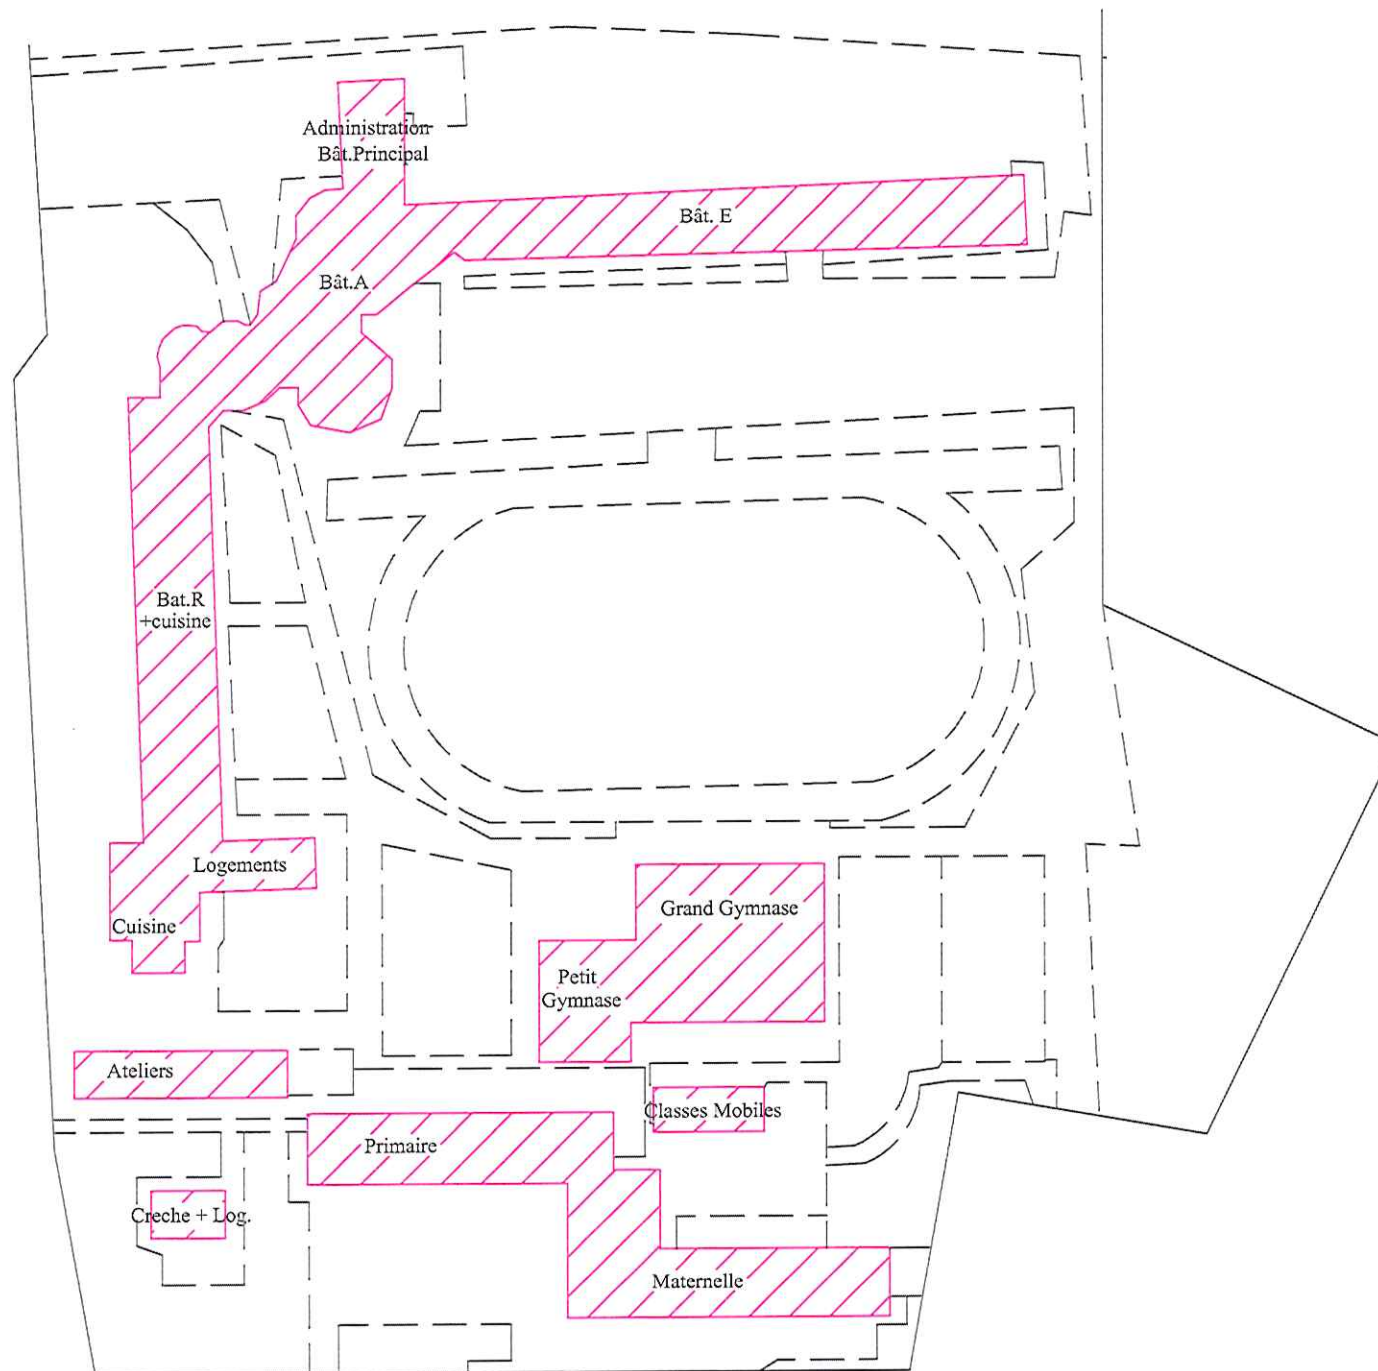 Administration
Bât.Principal
Bât. E
Bât.A
Bat.R
+cuisine
Logements
Cuisine
Grand Gymnase
Petit
Gymnase
Ateliers
Classes Mobiles
Primaire
Creche + Log.
Maternelle